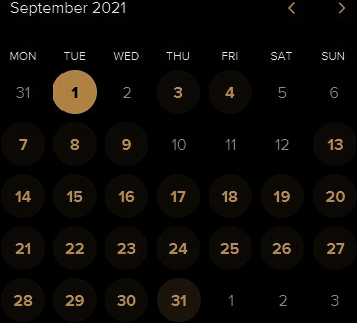 September 2021 < >
MON TUE WED THU FRI SAT SUN
31 1 2 3 4 5 6
7 8 9 10 11 12 13
14 15 16 17 18 19 20
21 22 23 24 25 26 27
28 29 30 31 1 2 3